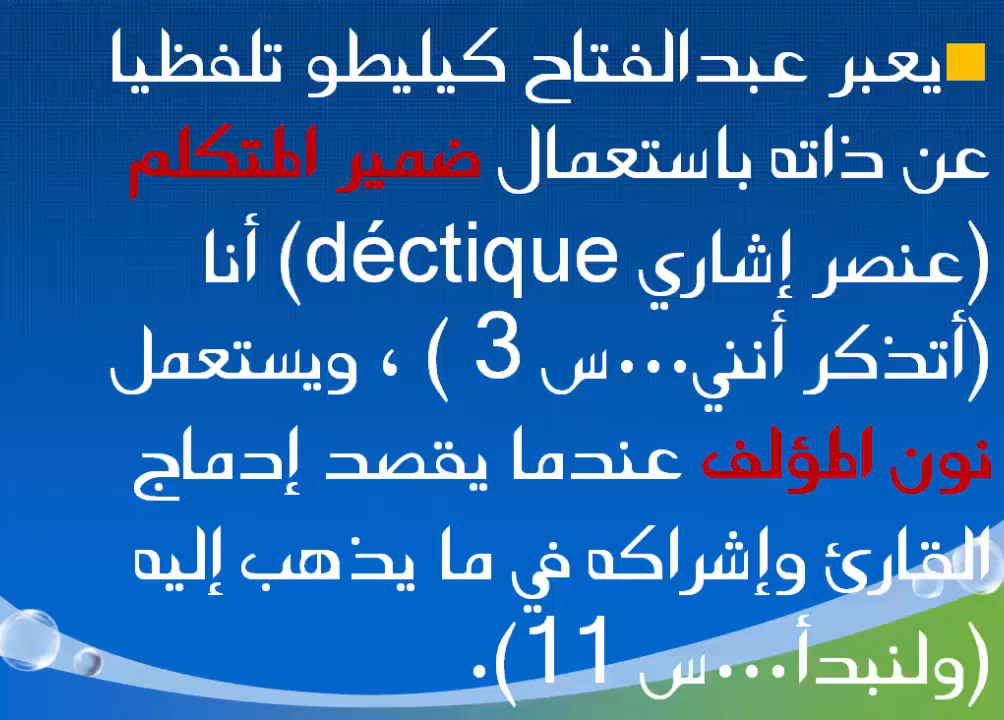 يعبر عبدالفتاح كيليطو تلفظيا
عن ذاته باستعمال ضمير المتكلم
(عنصر إشاري déctique) أنا
(أتذكر أنني...س 3 ) ، ويستعمل
نون المؤلف عندما يقصد إدماج
القارئ وإشراكه في ما يذهب إليه
(ولنبدأ...س 11).